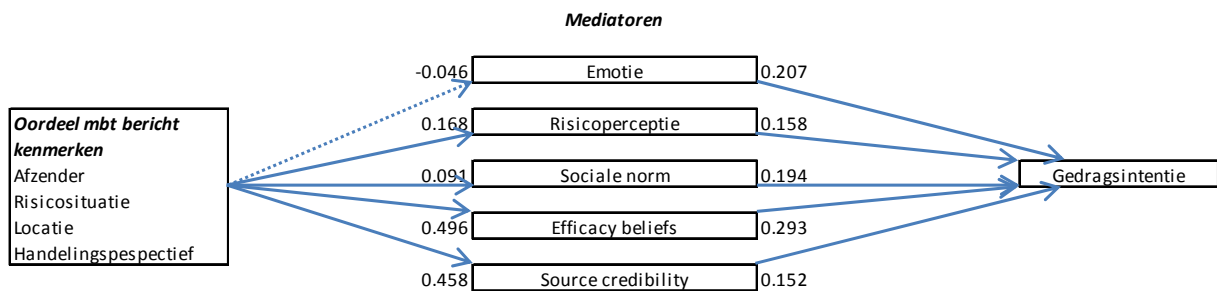 Mediatoren
-0.046 Emotie 0.207
Oordeel mbt bericht
kenmerken
Afzender
Risicosituatie
Locatie
Handelingspespectief
0.168 Risicoperceptie 0.158
0.091 Sociale norm 0.194
0.496 Efficacy beliefs 0.293
0.458 Source credibility 0.152
Gedragsintentie